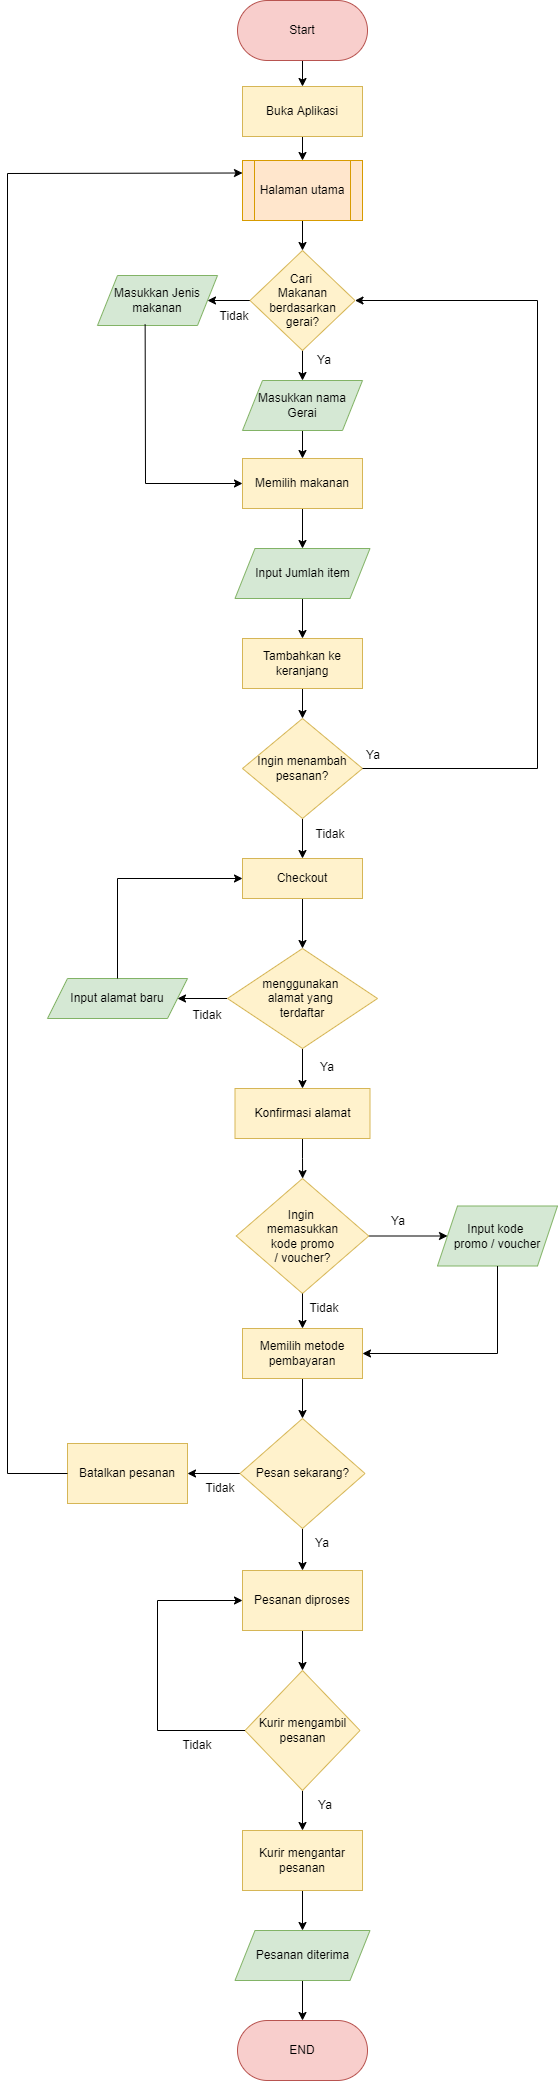 Start
Buka Aplikasi
Halaman utama
Cari
Makanan
berdasarkan
gerai?
Tidak
Masukkan Jenis
makanan
Ya
Masukkan nama
Gerai
Memilih makanan
Input Jumlah item
Tambahkan ke
keranjang
Ingin menambah
pesanan?
Ya
Tidak
Checkout
menggunakan
alamat yang
terdaftar
Tidak
Input alamat baru
Ya
Konfirmasi alamat
Ingin
memasukkan
kode promo
/ voucher?
Ya
Input kode
promo / voucher
Tidak
Memilih metode
pembayaran
Pesan sekarang?
Tidak
Batalkan pesanan
Ya
Pesanan diproses
Kurir mengambil
pesanan
Tidak
Ya
Kurir mengantar
pesanan
Pesanan diterima
END